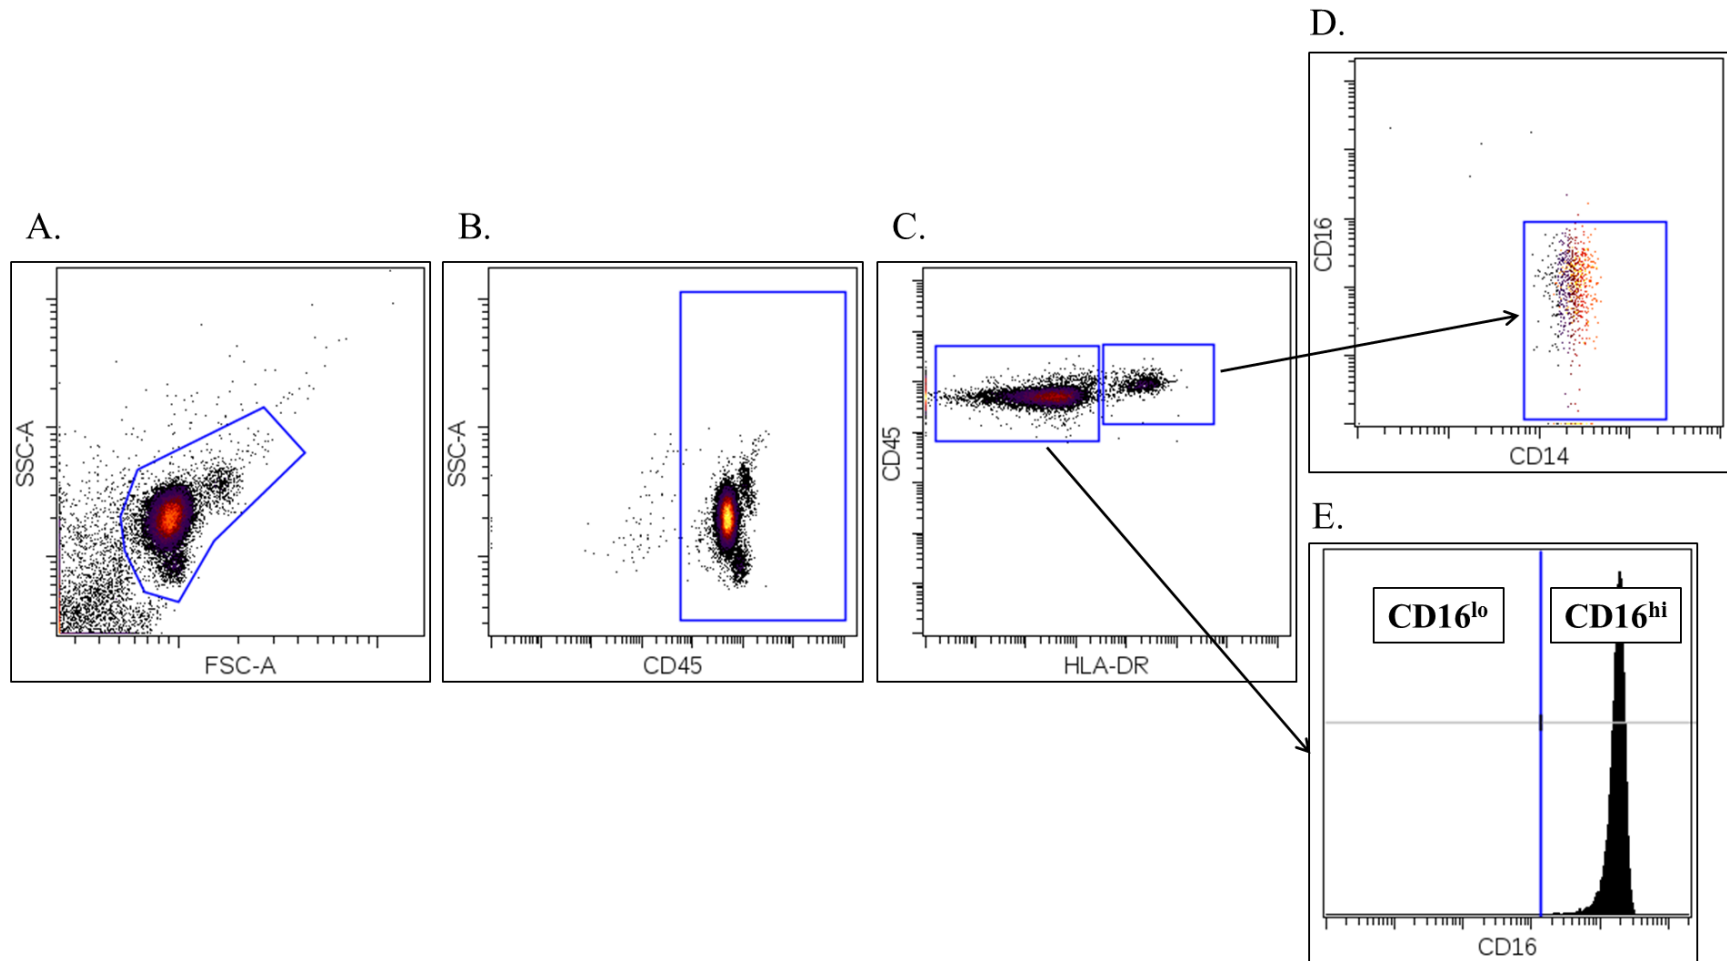 A.
SSC-A
FSC-A
B.
SSC-A
CD45
C.
CD45
HLA-DR
D.
CD16
CD14
E.
CD16lo
CD16hi
CD16